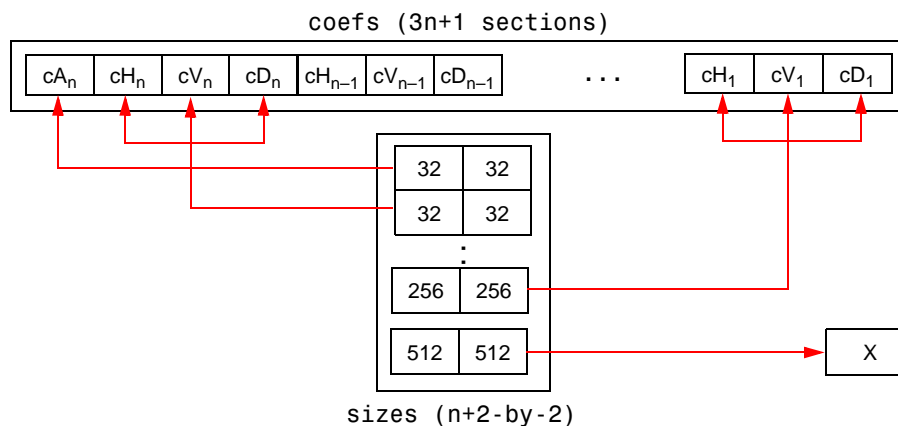 coefs (3n+1 sections)
cAn cHn cVn cDn cHn–1 cVn–1 cDn–1 ... cH1 cV1 cD1
32 32
32 32
:
256 256
512 512 X
sizes (n+2-by-2)